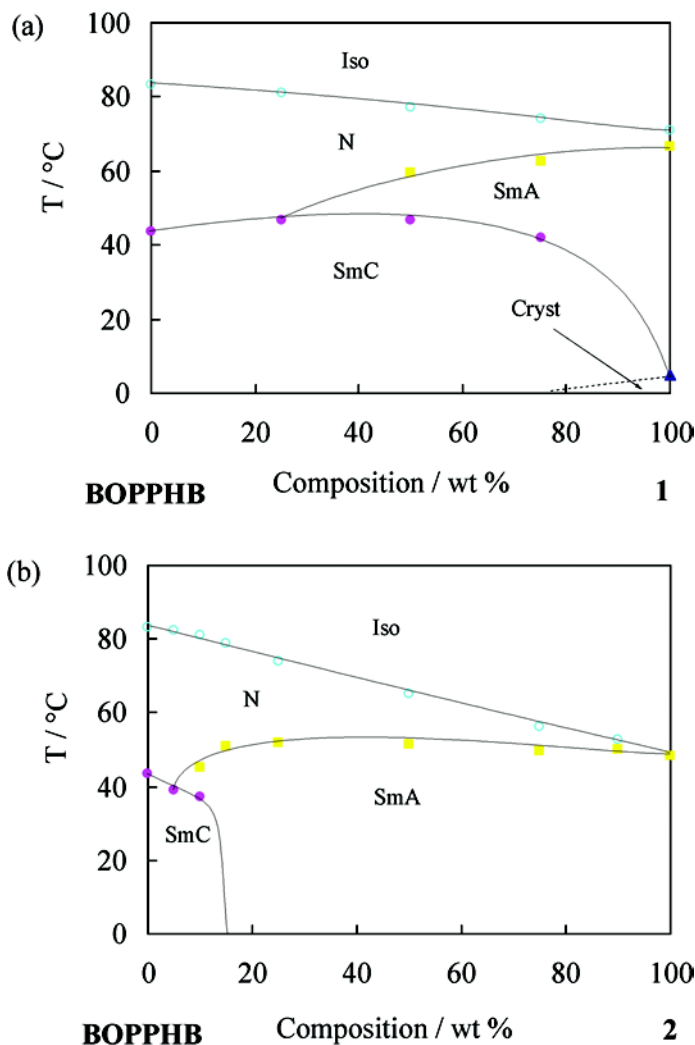 (a)
100
80
60
40
20
0
T / °C
Iso
N
SmA
SmC
Cryst
0 20 40 60 80 100
BOPPHB Composition / wt % 1
(b)
100
80
60
40
20
0
T / °C
Iso
N
SmA
SmC
0 20 40 60 80 100
BOPPHB Composition / wt % 2